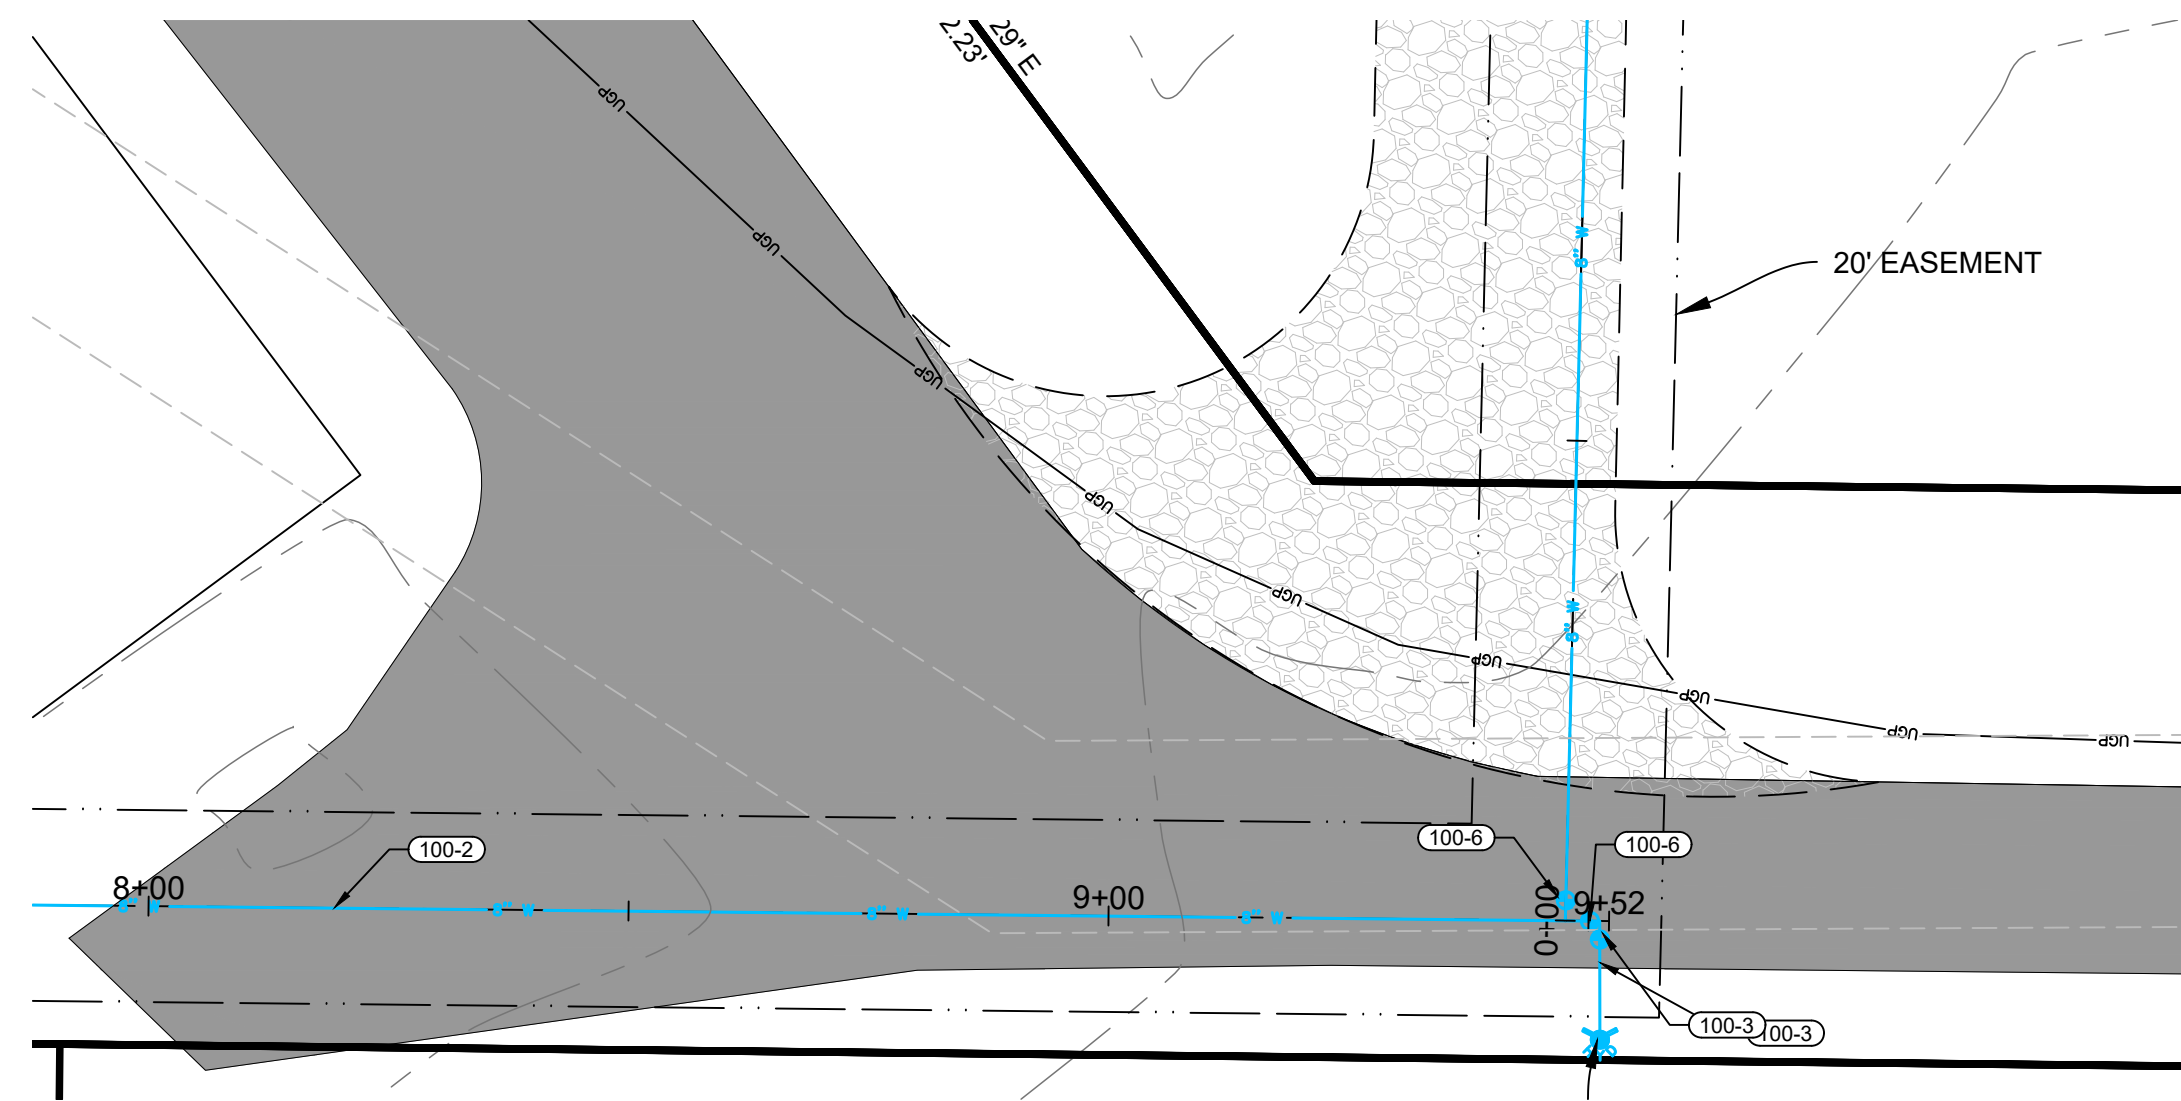 29" E
2.23'
UGP
UGP
8" W
20' EASEMENT
UGP
UGP
UGP
8" W
UGP
UGP
UGP
UGP
100-6
100-6
100-2
8+00
9+00
0+00
9+52
8" W
8" W
8" W
8" W
100-3
100-3